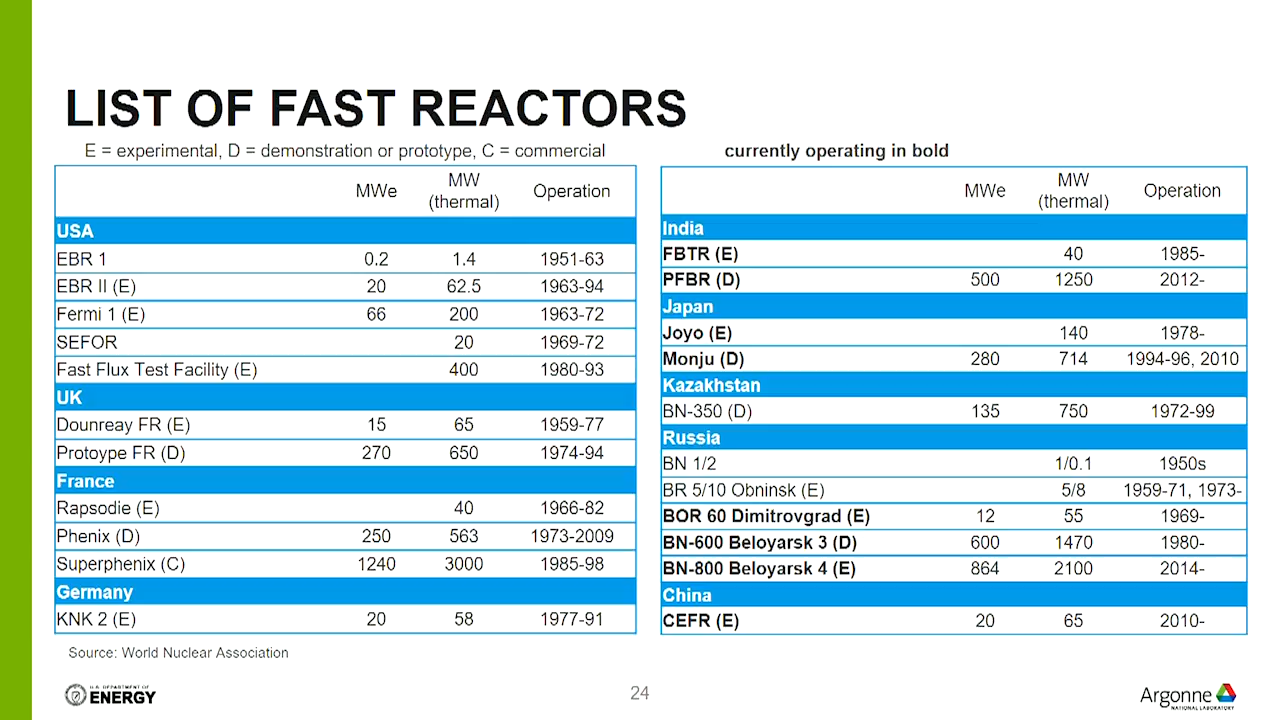 LIST OF FAST REACTORS
E = experimental, D = demonstration or prototype, C = commercial
MWe MW (thermal) Operation
USA
EBR 1 0.2 1.4 1951-63
EBR II (E) 20 62.5 1963-94
Fermi 1 (E) 66 200 1963-72
SEFOR 20 1969-72
Fast Flux Test Facility (E) 400 1980-93
UK
Dounreay FR (E) 15 65 1959-77
Protoype FR (D) 270 650 1974-94
France
Rapsodie (E) 40 1966-82
Phenix (D) 250 563 1973-2009
Superphenix (C) 1240 3000 1985-98
Germany
KNK 2 (E) 20 58 1977-91
currently operating in bold
MWe MW (thermal) Operation
India
FBTR (E) 40 1985-
PFBR (D) 500 1250 2012-
Japan
Joyo (E) 140 1978-
Monju (D) 280 714 1994-96, 2010
Kazakhstan
BN-350 (D) 135 750 1972-99
Russia
BN 1/2 1/0.1 1950s
BR 5/10 Obninsk (E) 5/8 1959-71, 1973-
BOR 60 Dimitrovgrad (E) 12 55 1969-
BN-600 Beloyarsk 3 (D) 600 1470 1980-
BN-800 Beloyarsk 4 (E) 864 2100 2014-
China
CEFR (E) 20 65 2010-
Source: World Nuclear Association
U.S. DEPARTMENT OF
ENERGY
24
Argonne
NATIONAL LABORATORY